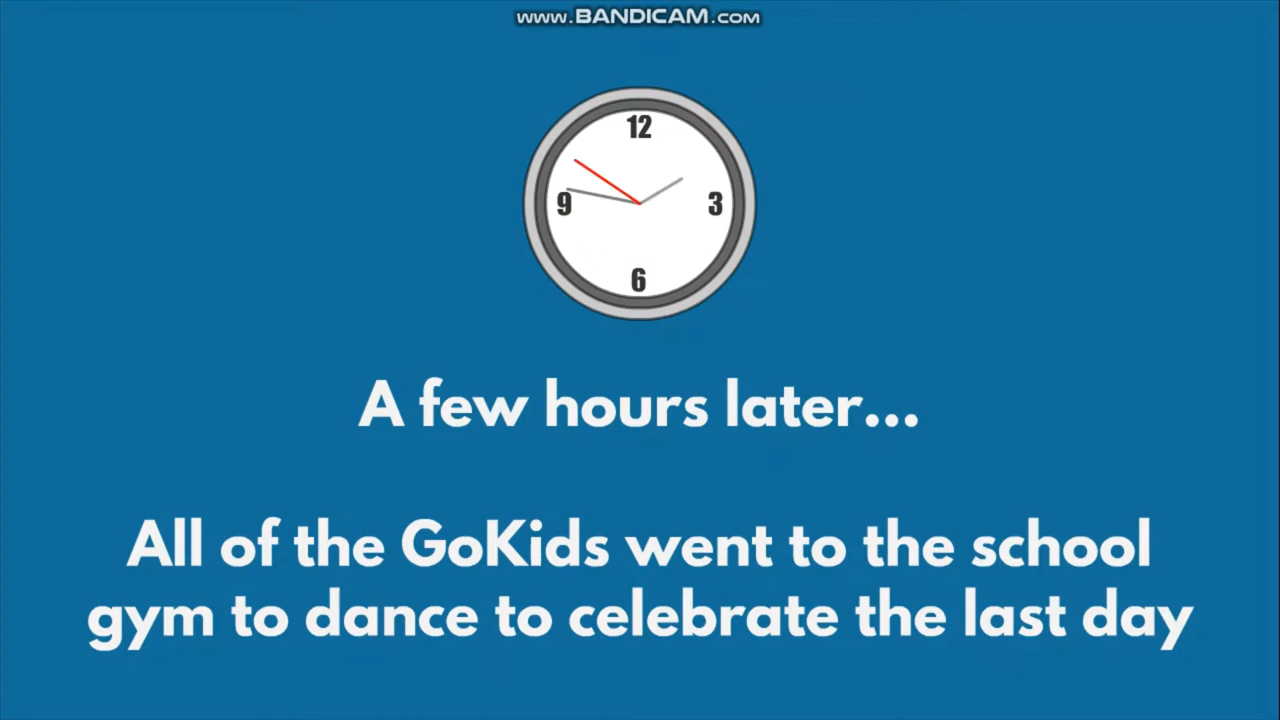 www.BANDICAM.com
12
9 3
6
A few hours later...
All of the GoKids went to the school
gym to dance to celebrate the last day